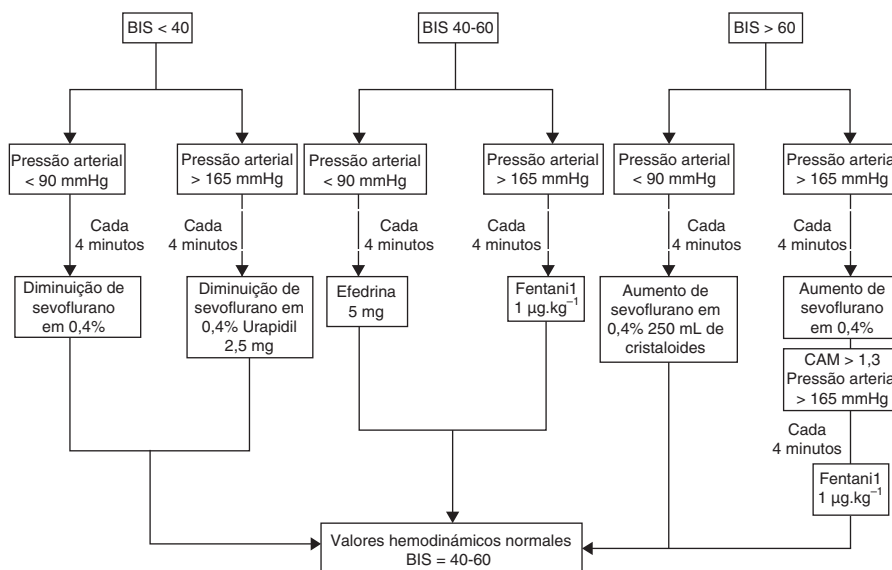 BIS < 40
BIS 40-60
BIS > 60
Pressão arterial
< 90 mmHg
Pressão arterial
> 165 mmHg
Pressão arterial
< 90 mmHg
Pressão arterial
> 165 mmHg
Pressão arterial
< 90 mmHg
Pressão arterial
> 165 mmHg
Cada
4 minutos
Cada
4 minutos
Cada
4 minutos
Cada
4 minutos
Cada
4 minutos
Cada
4 minutos
Diminuição de
sevoflurano
em 0,4%
Diminuição de
sevoflurano em
0,4% Urapidil
2,5 mg
Efedrina
5 mg
Fentani1
1 µg.kg⁻¹
Aumento de
sevoflurano em
0,4% 250 mL de
cristaloides
Aumento de
sevoflurano
em 0,4%
CAM > 1,3
Pressão arterial
> 165 mmHg
Cada
4 minutos
Fentani1
1 µg.kg⁻¹
Valores hemodinámicos normales
BIS = 40-60